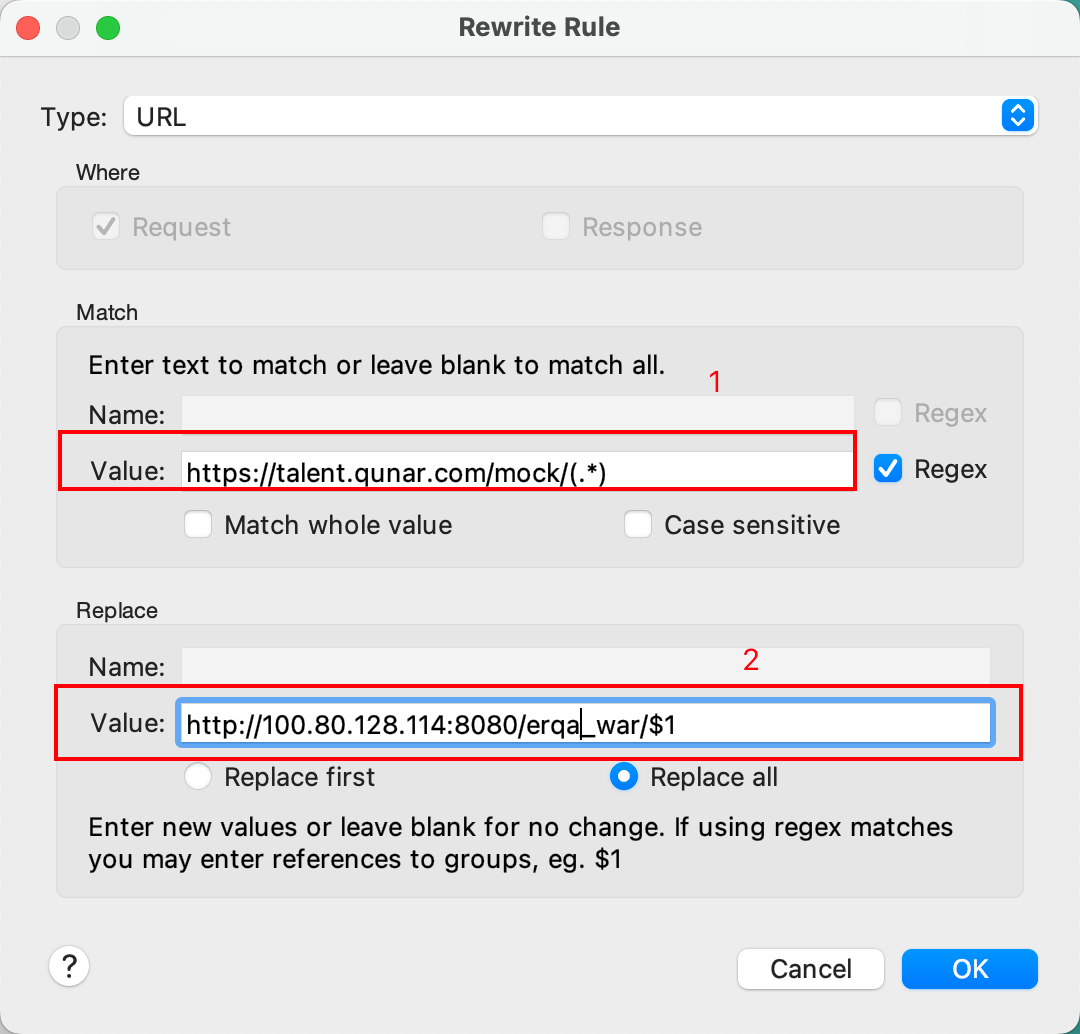 Rewrite Rule
Type: URL
Where
Request Response
Match
Enter text to match or leave blank to match all.
1
Name: Regex
Value: https://talent.qunar.com/mock/(.*) Regex
Match whole value Case sensitive
Replace
Name: 2
Value: http://100.80.128.114:8080/erqa_war/$1
Replace first Replace all
Enter new values or leave blank for no change. If using regex matches
you may enter references to groups, eg. $1
? Cancel OK